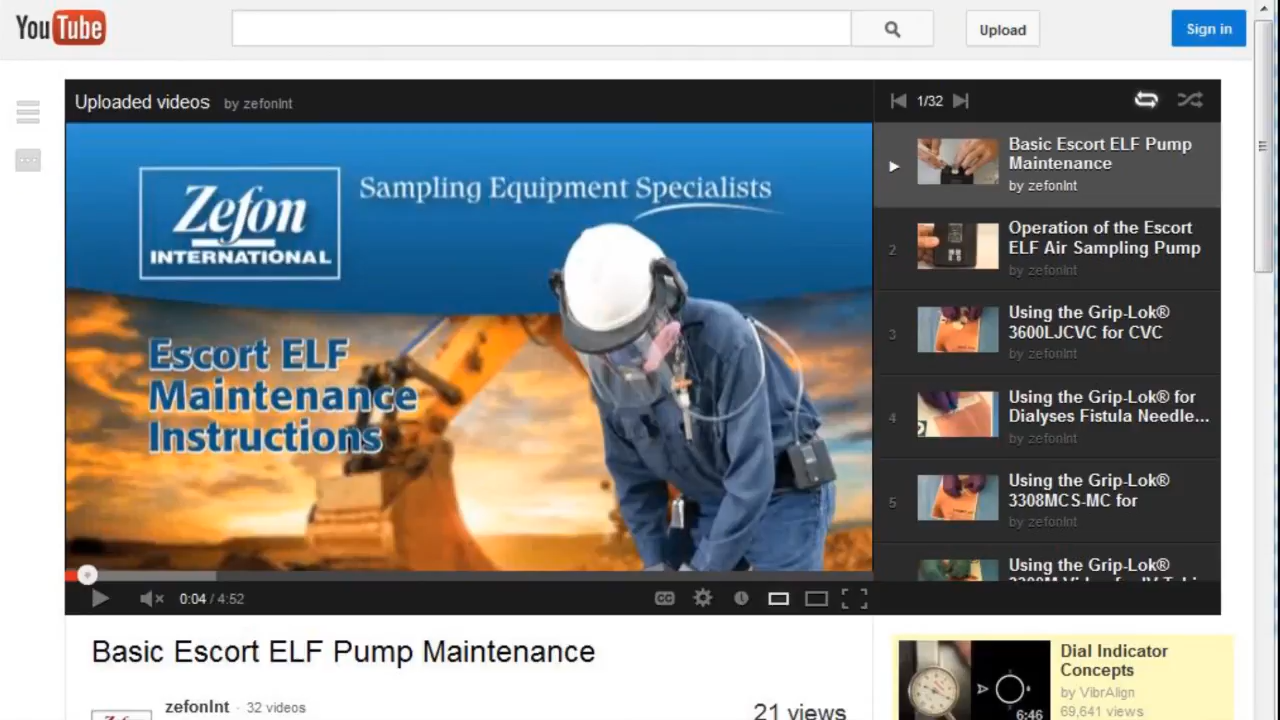 YouTube
Upload
Sign in
Uploaded videos by zefonInt
1/32
Zefon
INTERNATIONAL
Sampling Equipment Specialists
Escort ELF
Maintenance
Instructions
Basic Escort ELF Pump
Maintenance
by zefonInt
2
Operation of the Escort
ELF Air Sampling Pump
by zefonInt
3
Using the Grip-Lok®
3600LJCVC for CVC
by zefonInt
4
Using the Grip-Lok® for
Dialyses Fistula Needle...
by zefonInt
5
Using the Grip-Lok®
3308MCS-MC for
by zefonInt
Using the Grip-Lok®
0:04 / 4:52
CC
Basic Escort ELF Pump Maintenance
zefonInt · 32 videos
21 views
Dial Indicator
Concepts
by VibrAlign
69,641 views
6:46